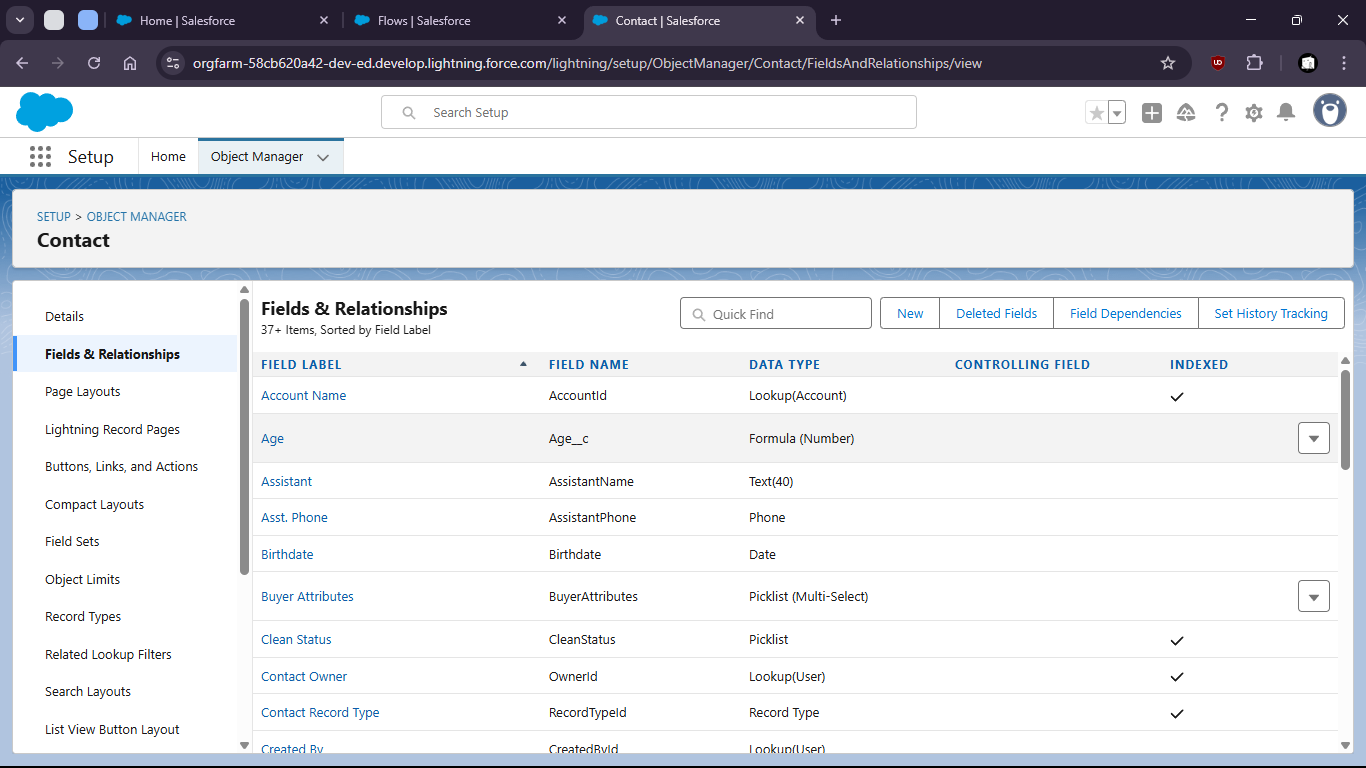 Home | Salesforce
Flows | Salesforce
Contact | Salesforce
orgfarm-58cb620a42-dev-ed.develop.lightning.force.com/lightning/setup/ObjectManager/Contact/FieldsAndRelationships/view
Search Setup
Setup
Home
Object Manager
SETUP > OBJECT MANAGER
Contact
Details
Fields & Relationships
Page Layouts
Lightning Record Pages
Buttons, Links, and Actions
Compact Layouts
Field Sets
Object Limits
Record Types
Related Lookup Filters
Search Layouts
List View Button Layout
Fields & Relationships
37+ Items, Sorted by Field Label
Quick Find
New
Deleted Fields
Field Dependencies
Set History Tracking
FIELD LABEL FIELD NAME DATA TYPE CONTROLLING FIELD INDEXED
Account Name AccountId Lookup(Account)
Age Age__c Formula (Number)
Assistant AssistantName Text(40)
Asst. Phone AssistantPhone Phone
Birthdate Birthdate Date
Buyer Attributes BuyerAttributes Picklist (Multi-Select)
Clean Status CleanStatus Picklist
Contact Owner OwnerId Lookup(User)
Contact Record Type RecordTypeId Record Type
Created By CreatedById Lookup(User)